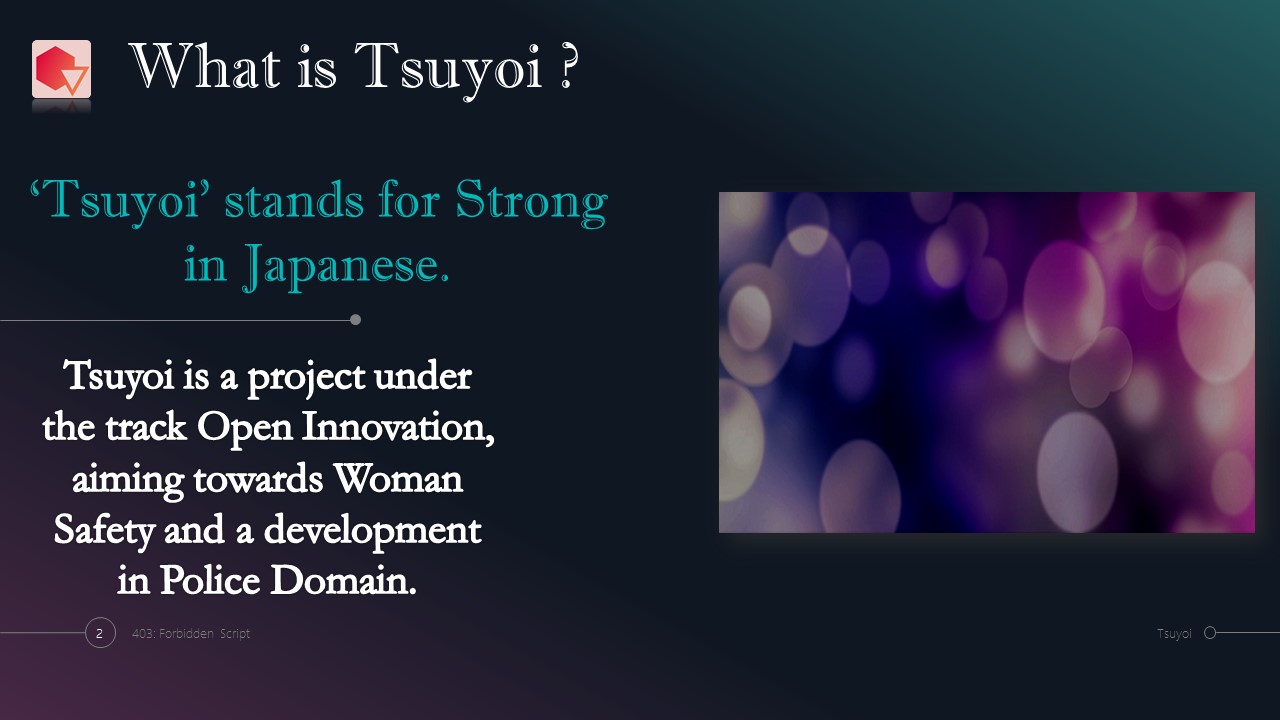 What is Tsuyoi ?
‘Tsuyoi’ stands for Strong
in Japanese.
Tsuyoi is a project under
the track Open Innovation,
aiming towards Woman
Safety and a development
in Police Domain.
2
403: Forbidden Script
Tsuyoi